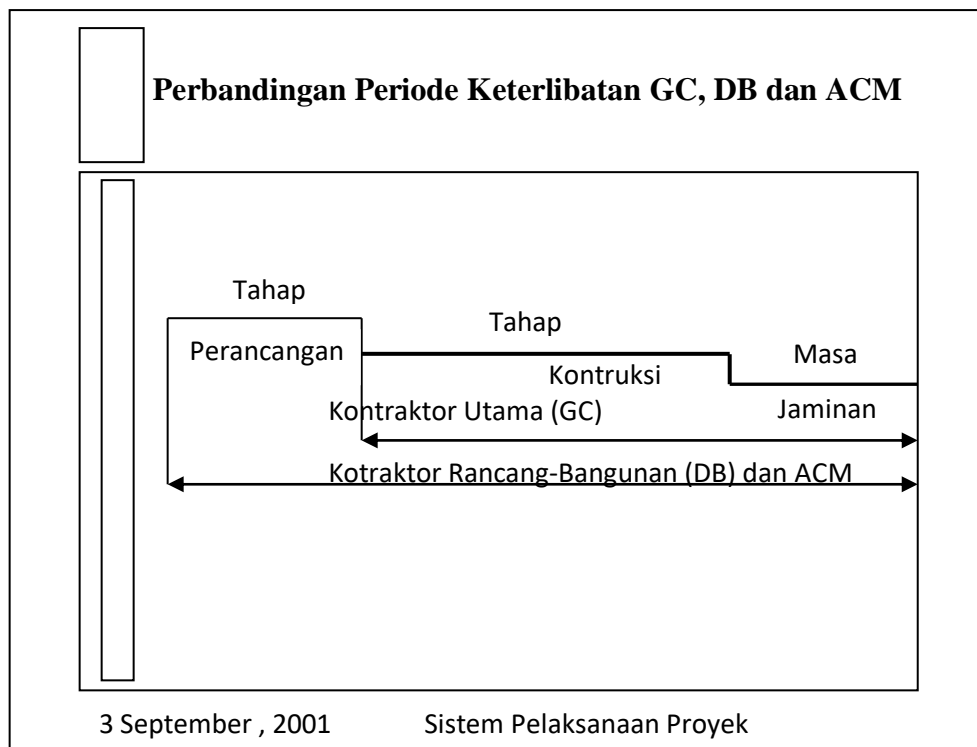 Perbandingan Periode Keterlibatan GC, DB dan ACM
Tahap
Perancangan
Tahap
Kontruksi
Masa
Jaminan
Kontraktor Utama (GC)
Kotraktor Rancang-Bangunan (DB) dan ACM
3 September , 2001
Sistem Pelaksanaan Proyek